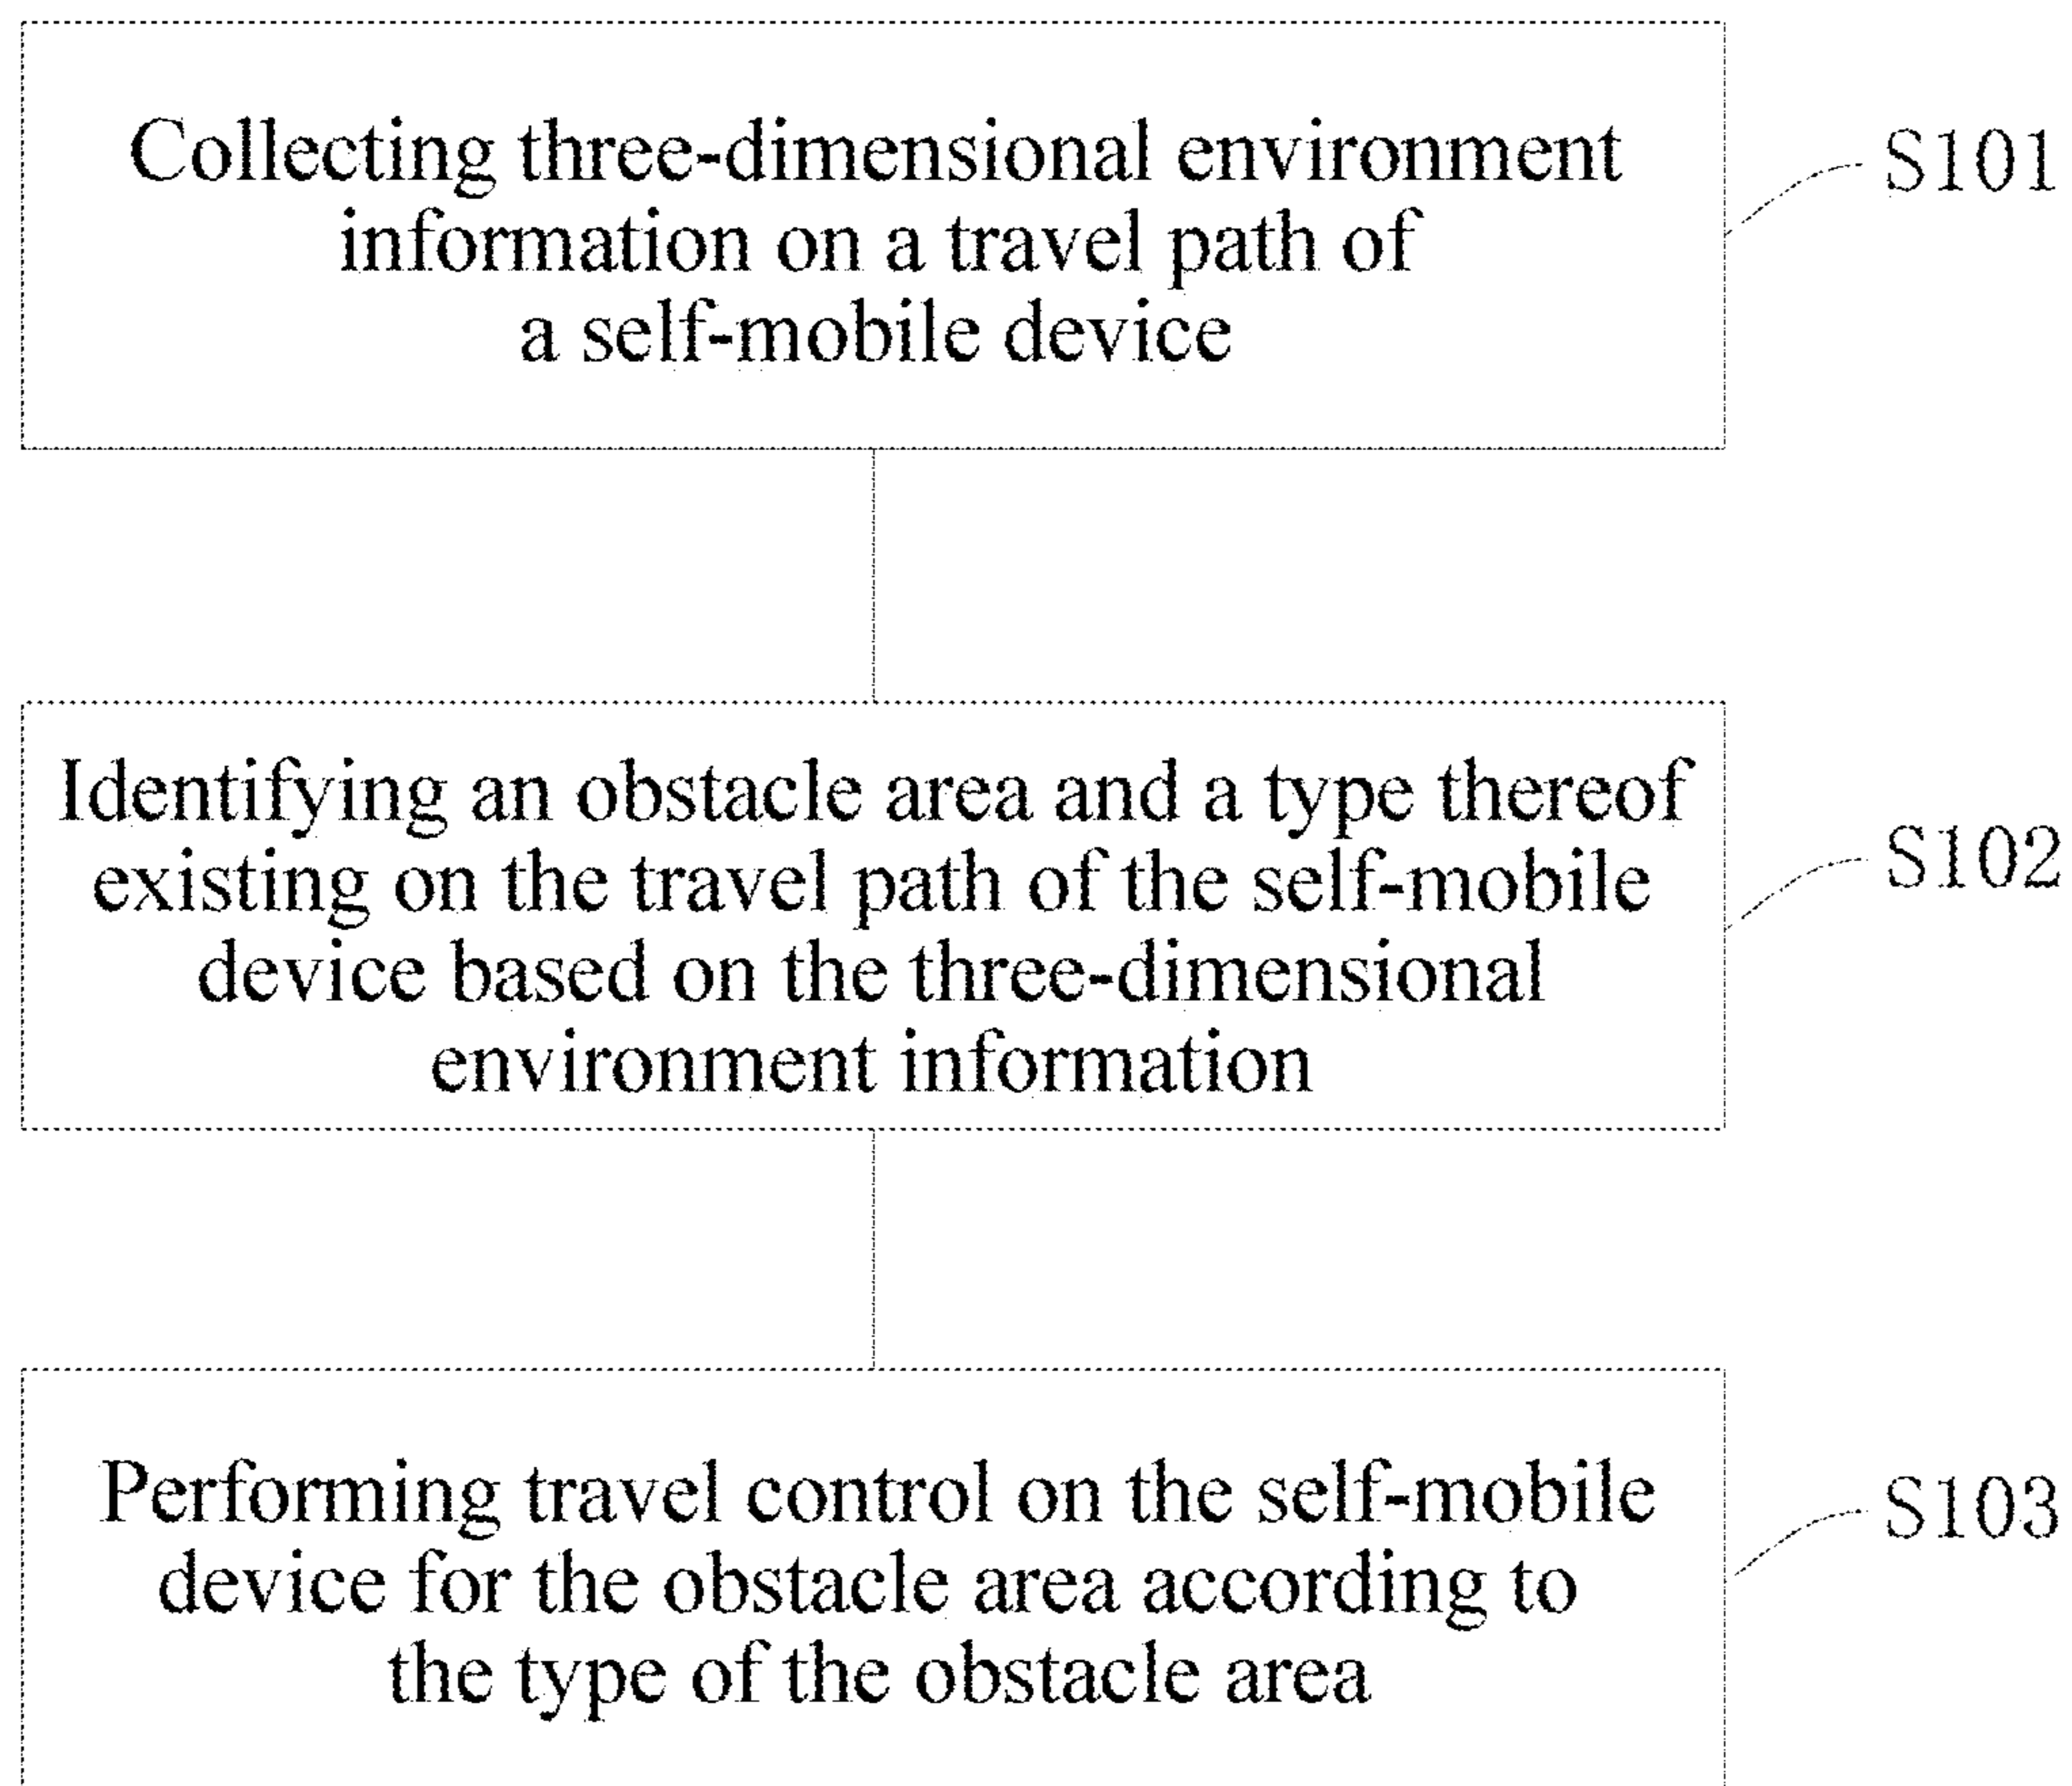 Collecting three-dimensional environment
information on a travel path of
a self-mobile device
S101
Identifying an obstacle area and a type thereof
existing on the travel path of the self-mobile
device based on the three-dimensional
environment information
S102
Performing travel control on the self-mobile
device for the obstacle area according to
the type of the obstacle area
S103